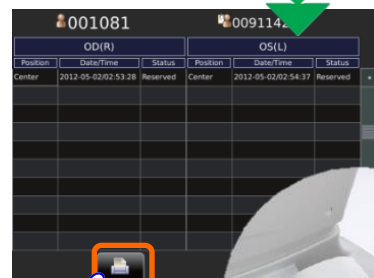 001081 009114
OD(R) OS(L)
Position Date/Time Status Position Date/Time Status
Center 2012-05-02/02:53:28 Reserved Center 2012-05-02/02:54:37 Reserved